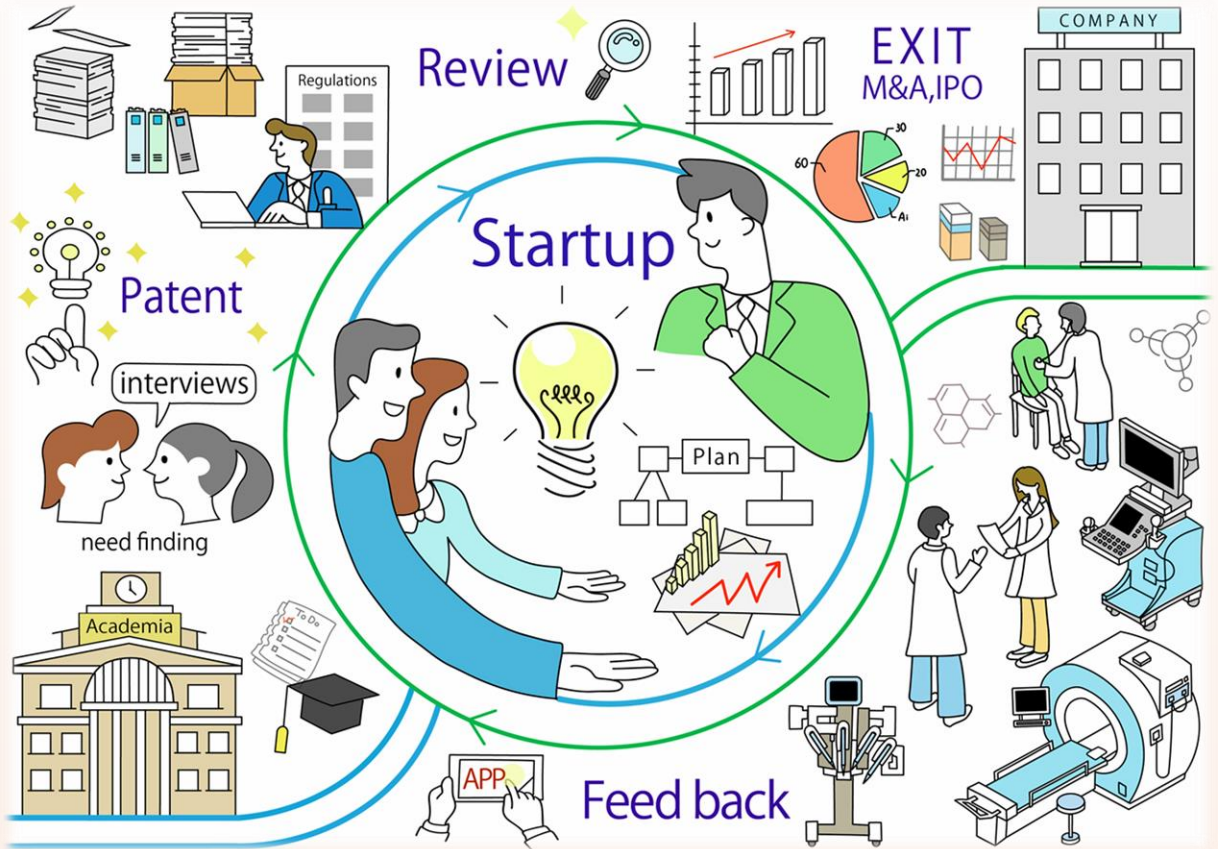 Regulations
Review
EXIT
M&A,IPO
COMPANY
30
60
20
Ai
Startup
Patent
interviews
need finding
Plan
Academia
To Do
APP
Feed back